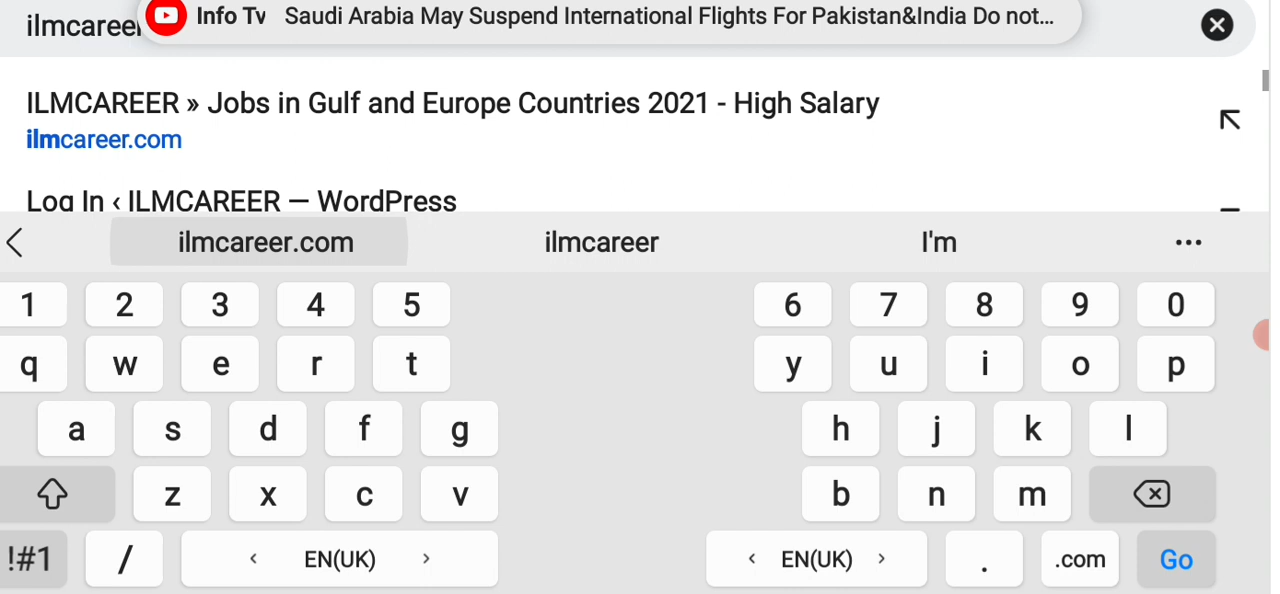 ilmcareer
Info Tv Saudi Arabia May Suspend International Flights For Pakistan&India Do not...
ILMCAREER » Jobs in Gulf and Europe Countries 2021 - High Salary
ilmcareer.com
Log In ‹ ILMCAREER — WordPress
ilmcareer.com ilmcareer I'm ...
1 2 3 4 5 6 7 8 9 0
q w e r t y u i o p
a s d f g h j k l
z x c v b n m
!#1 / < EN(UK) > < EN(UK) > . .com Go